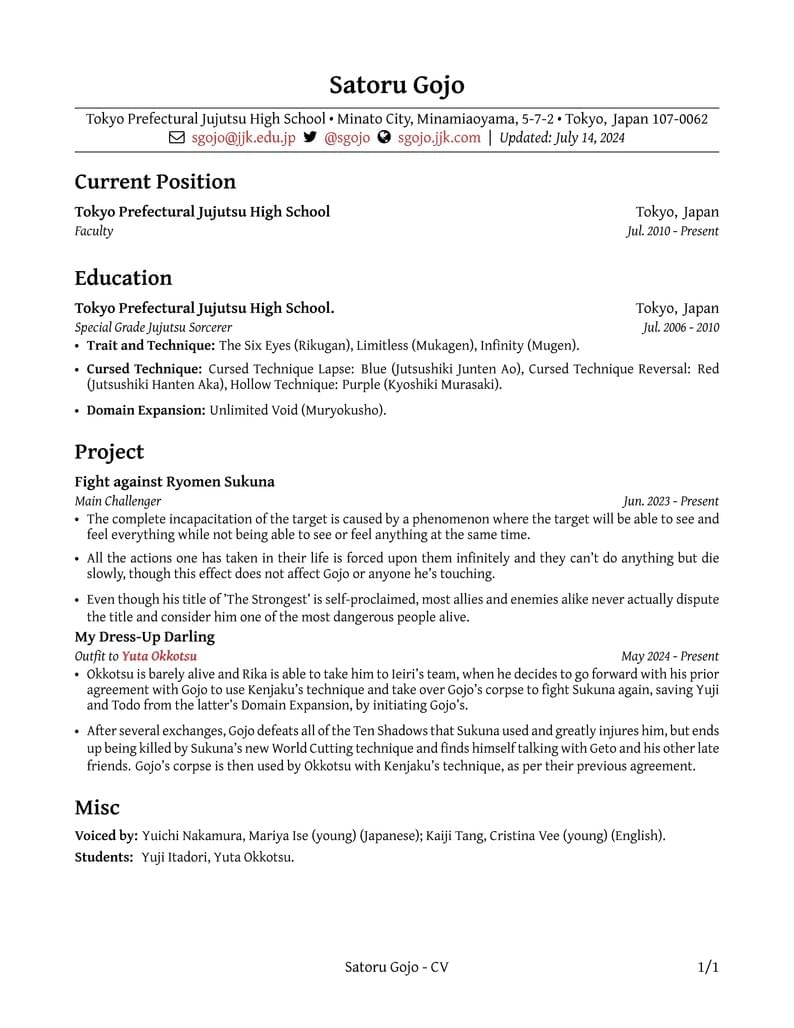 Satoru Gojo
Tokyo Prefectural Jujutsu High School • Minato City, Minamiaoyama, 5-7-2 • Tokyo, Japan 107-0062
sgojo@jjk.edu.jp @sgojo sgojo.jjk.com | Updated: July 14, 2024
Current Position
Tokyo Prefectural Jujutsu High School Tokyo, Japan
Faculty Jul. 2010 - Present
Education
Tokyo Prefectural Jujutsu High School. Tokyo, Japan
Special Grade Jujutsu Sorcerer Jul. 2006 - 2010
• Trait and Technique: The Six Eyes (Rikugan), Limitless (Mukagen), Infinity (Mugen).
• Cursed Technique: Cursed Technique Lapse: Blue (Jutsushiki Junten Ao), Cursed Technique Reversal: Red
(Jutsushiki Hanten Aka), Hollow Technique: Purple (Kyoshiki Murasaki).
• Domain Expansion: Unlimited Void (Muryokusho).
Project
Fight against Ryomen Sukuna
Main Challenger Jun. 2023 - Present
• The complete incapacitation of the target is caused by a phenomenon where the target will be able to see and
feel everything while not being able to see or feel anything at the same time.
• All the actions one has taken in their life is forced upon them infinitely and they can't do anything but die
slowly, though this effect does not affect Gojo or anyone he's touching.
• Even though his title of 'The Strongest' is self-proclaimed, most allies and enemies alike never actually dispute
the title and consider him one of the most dangerous people alive.
My Dress-Up Darling
Outfit to Yuta Okkotsu May 2024 - Present
• Okkotsu is barely alive and Rika is able to take him to Ieiri's team, when he decides to go forward with his prior
agreement with Gojo to use Kenjaku's technique and take over Gojo's corpse to fight Sukuna again, saving Yuji
and Todo from the latter's Domain Expansion, by initiating Gojo's.
• After several exchanges, Gojo defeats all of the Ten Shadows that Sukuna used and greatly injures him, but ends
up being killed by Sukuna's new World Cutting technique and finds himself talking with Geto and his other late
friends. Gojo's corpse is then used by Okkotsu with Kenjaku's technique, as per their previous agreement.
Misc
Voiced by: Yuichi Nakamura, Mariya Ise (young) (Japanese); Kaiji Tang, Cristina Vee (young) (English).
Students: Yuji Itadori, Yuta Okkotsu.
Satoru Gojo - CV 1/1